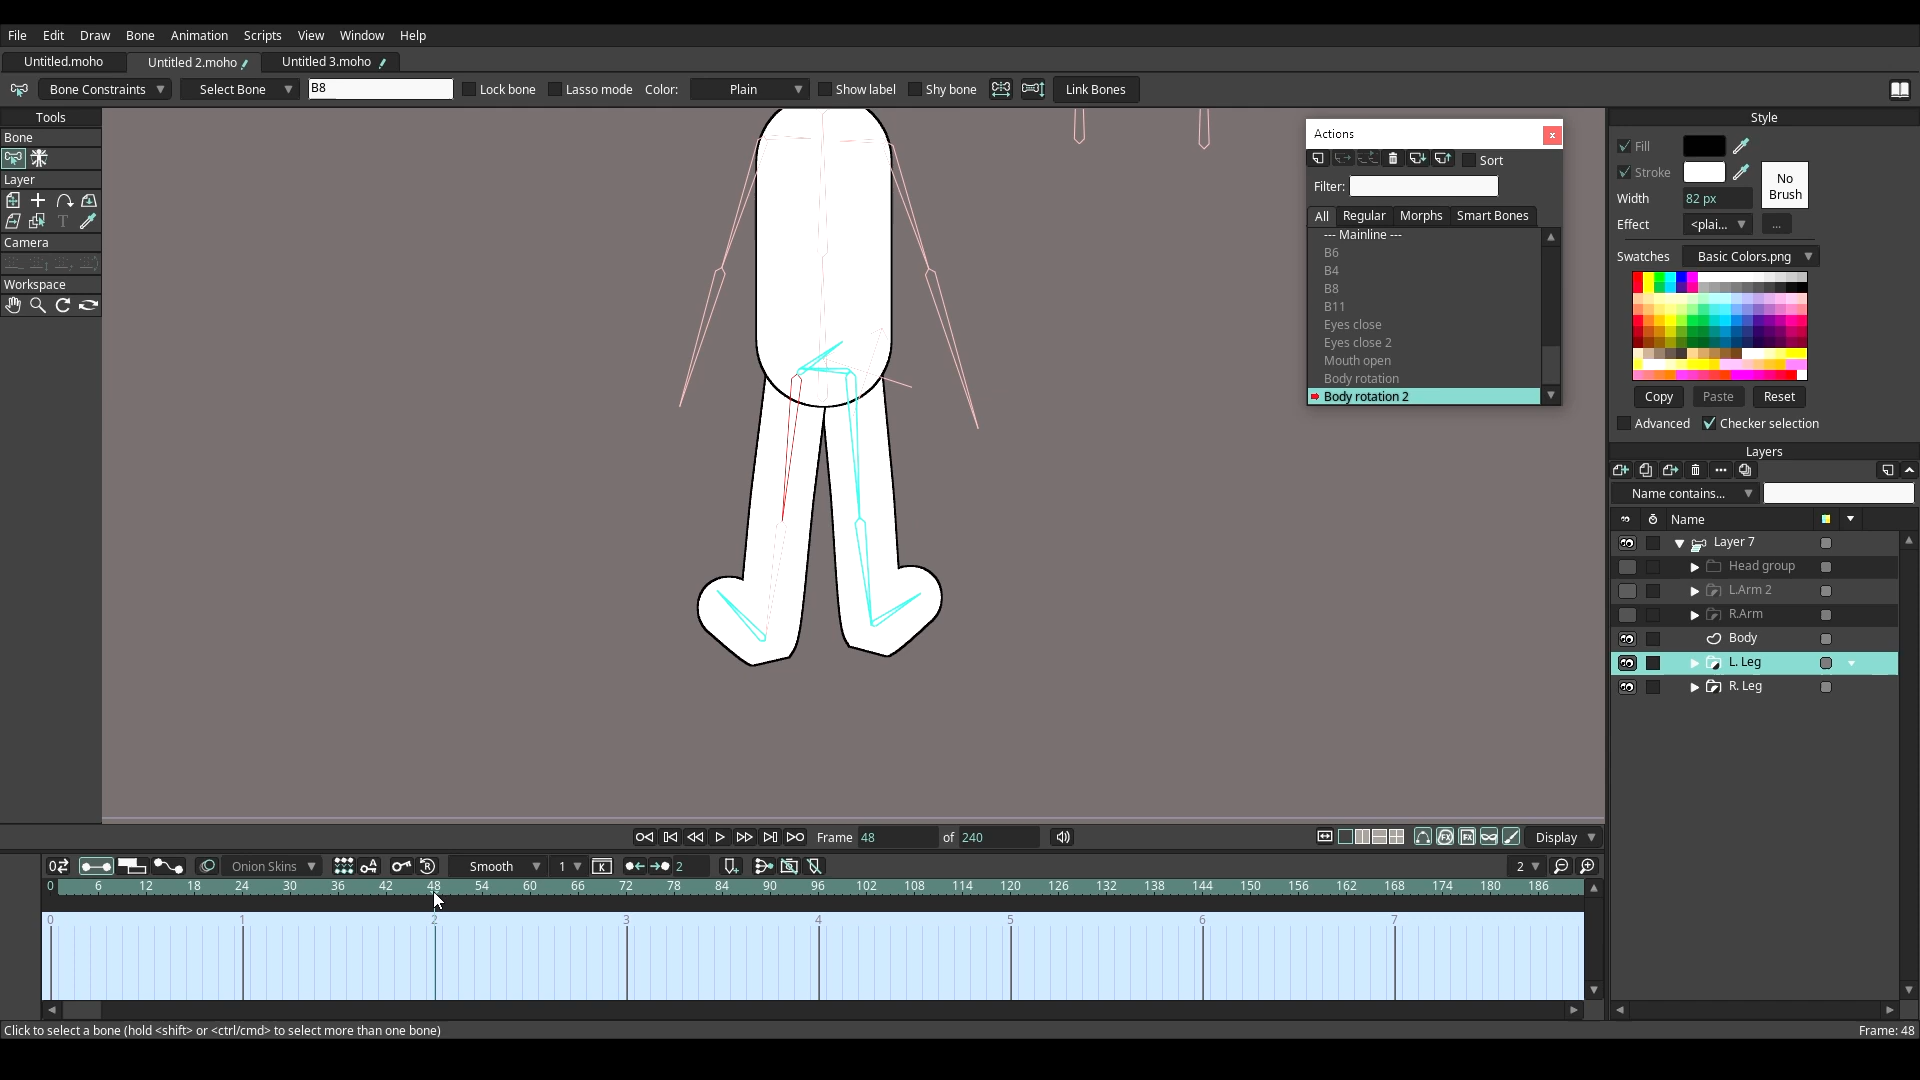 File Edit Draw Bone Animation Scripts View Window Help
Untitled.moho Untitled 2.moho Untitled 3.moho
Bone Constraints Select Bone B8 Lock bone Lasso mode Color: Plain Show label Shy bone Link Bones
Tools
Bone
Layer
T
Camera
Workspace
Actions
x
Sort
Filter:
All Regular Morphs Smart Bones
--- Mainline ---
B6
B4
B8
B11
Eyes close
Eyes close 2
Mouth open
Body rotation
Body rotation 2
Style
Fill
Stroke
No Brush
Width 82 px
Effect <plai... ...
Swatches Basic Colors.png
Copy Paste Reset
Advanced Checker selection
Layers
Name contains...
Name
Layer 7
Head group
L.Arm 2
R.Arm
Body
L. Leg
R. Leg
Frame 48 of 240 Display
Onion Skins Smooth 1 K 2 2
0 6 12 18 24 30 36 42 48 54 60 66 72 78 84 90 96 102 108 114 120 126 132 138 144 150 156 162 168 174 180 186
0 1 2 3 4 5 6 7
Click to select a bone (hold <shift> or <ctrl/cmd> to select more than one bone) Frame: 48